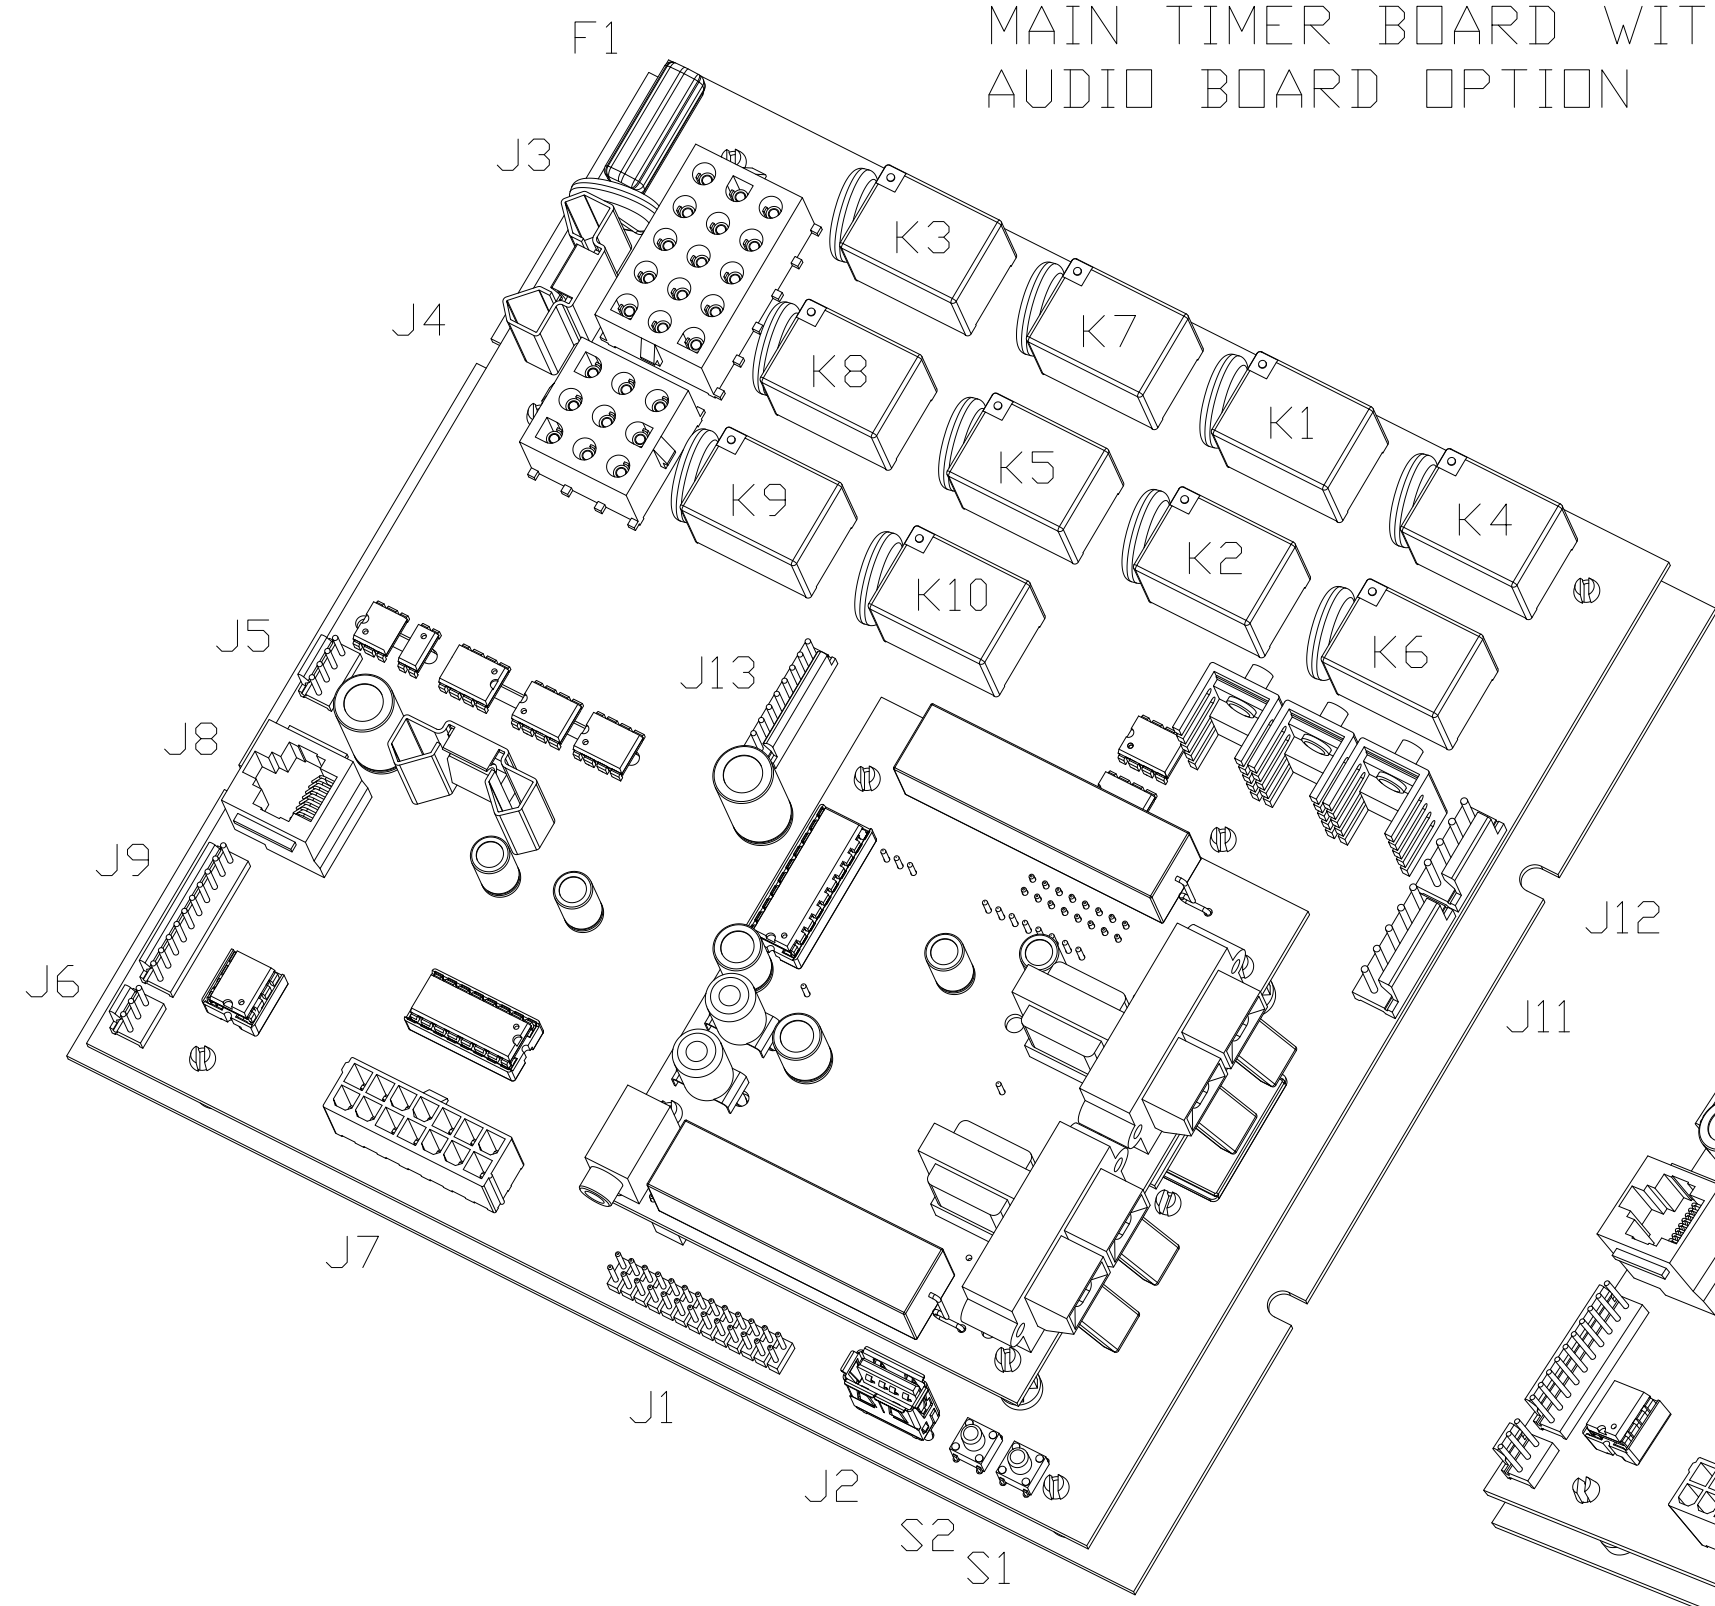 MAIN TIMER BOARD WIT
AUDIO BOARD OPTION
F1
J3
K3
J4
K7
K8
K1
K5
K9
K4
K2
K10
J5
K6
J13
J8
J9
J12
J6
J11
J7
J1
J2
S2
S1